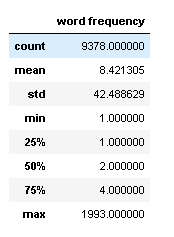 word frequency
count 9378.000000
mean 8.421305
std 42.488629
min 1.000000
25% 1.000000
50% 2.000000
75% 4.000000
max 1993.000000